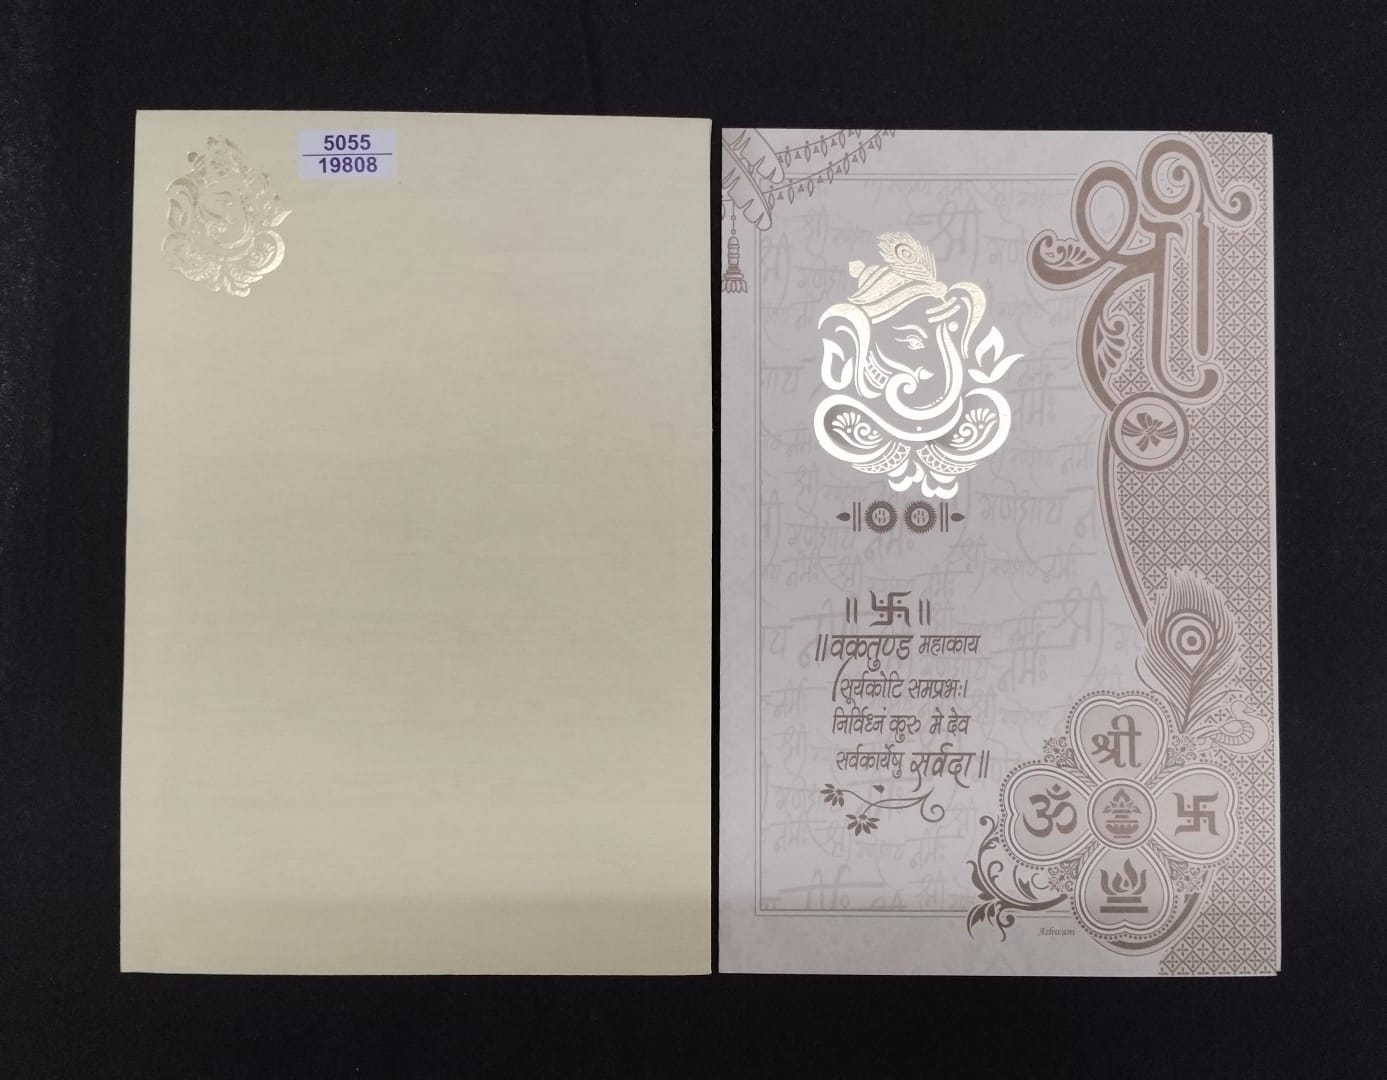 5055
19808
श्री
|| 卐 ||
||वक्रतुण्ड महाकाय
सूर्यकोटि समप्रभः।
निर्विध्नं कुरु मे देव
सर्वकार्येषु सर्वदा||
श्री
ॐ 卐
Ashwam